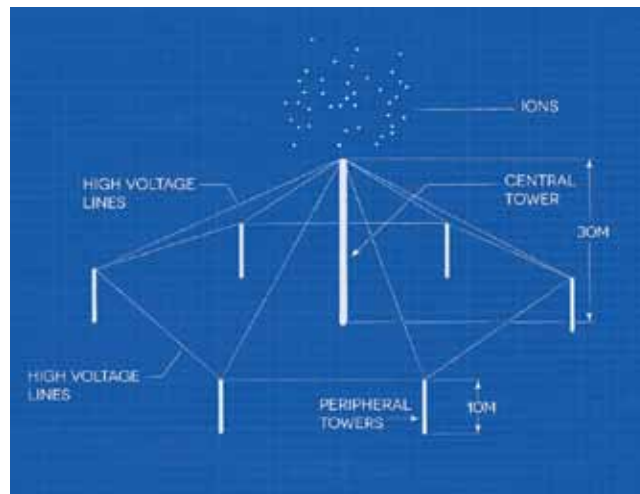 IONS
HIGH VOLTAGE
LINES
CENTRAL
TOWER
30M
HIGH VOLTAGE
LINES
PERIPHERAL
TOWERS
10M